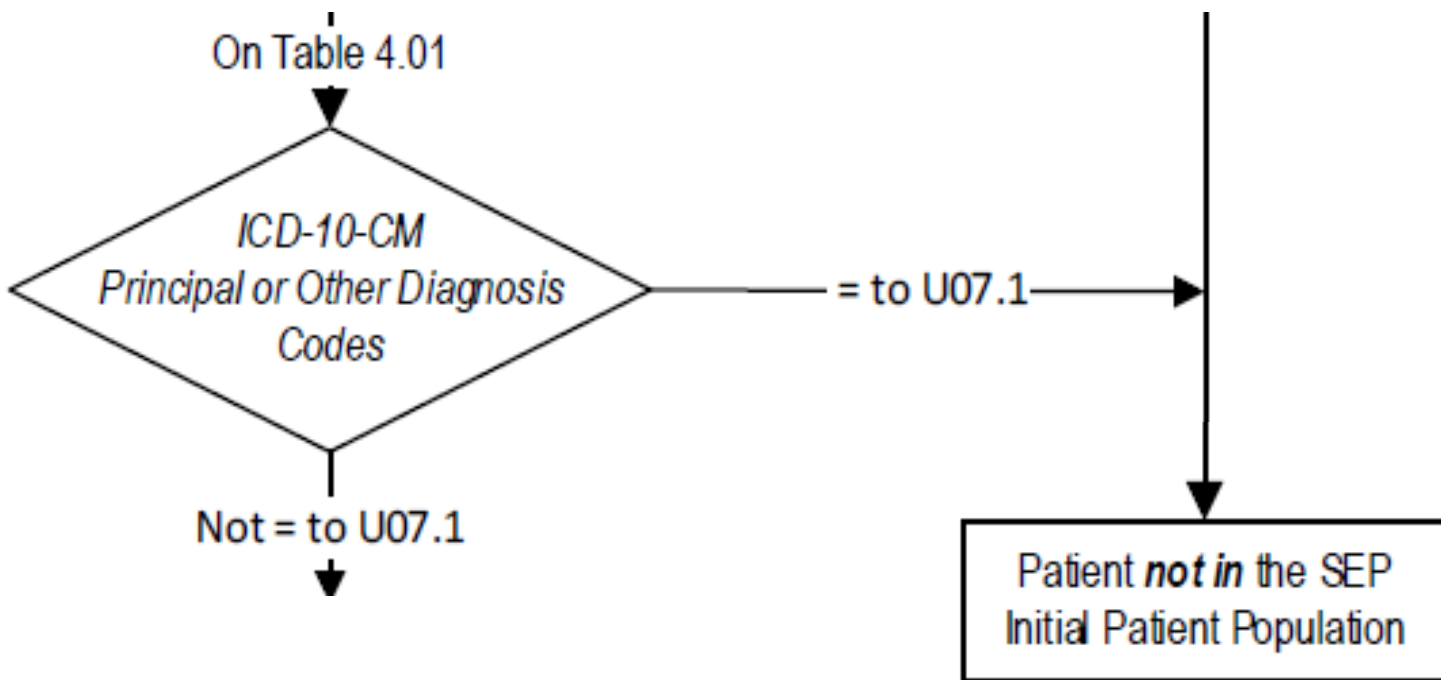 On Table 4.01
ICD-10-CM
Principal or Other Diagnosis
Codes
= to U07.1
Not = to U07.1
Patient not in the SEP
Initial Patient Population